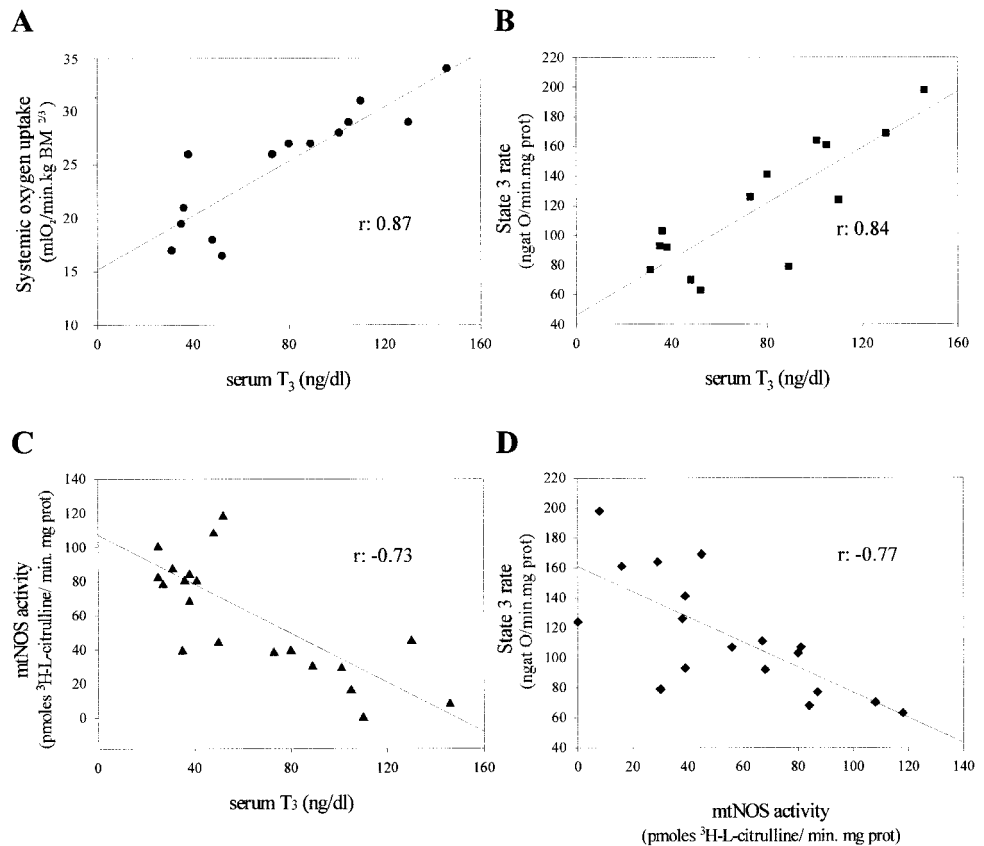 A
Systemic oxygen uptake
(mlO₂/min.kg BM ²/³)
35
30
25
20
15
10
r: 0.87
0 40 80 120 160
serum T₃ (ng/dl)
B
State 3 rate
(ngat O/min.mg prot)
220
200
180
160
140
120
100
80
60
40
r: 0.84
0 40 80 120 160
serum T₃ (ng/dl)
C
mtNOS activity
(pmoles ³H-L-citrulline/ min. mg prot)
140
120
100
80
60
40
20
0
r: -0.73
0 20 40 60 80 100 120 140 160
serum T₃ (ng/dl)
D
State 3 rate
(ngat O/min.mg prot)
220
200
180
160
140
120
100
80
60
40
r: -0.77
0 20 40 60 80 100 120 140
mtNOS activity
(pmoles ³H-L-citrulline/ min. mg prot)